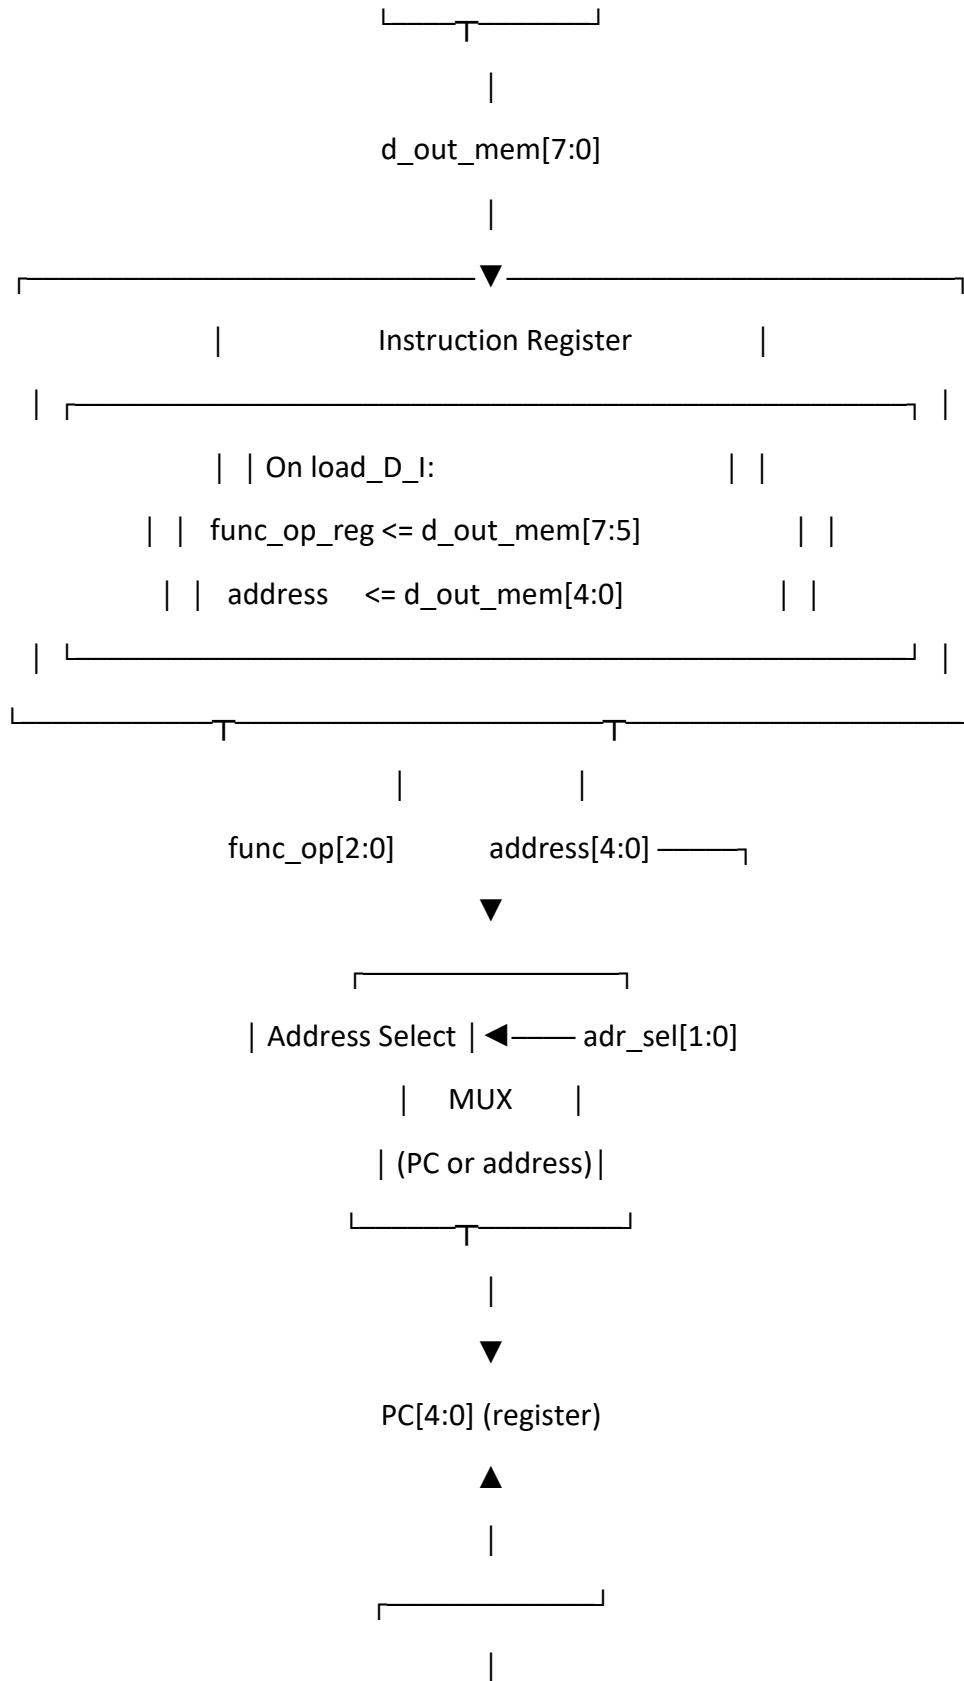 d_out_mem[7:0]
Instruction Register
On load_D_I:
func_op_reg <= d_out_mem[7:5]
address <= d_out_mem[4:0]
func_op[2:0] address[4:0]
Address Select adr_sel[1:0]
MUX
(PC or address)
PC[4:0] (register)